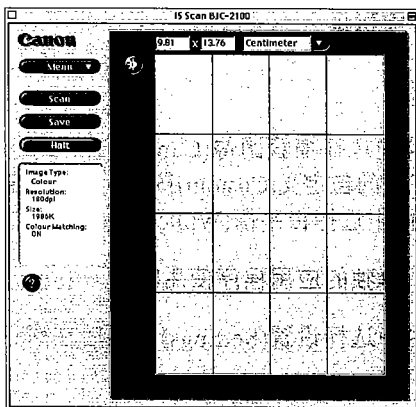 IS Scan BJC-2100
Canon
9.81 x 13.76 Centimeter
Menu
Scan
Save
Halt
Image Type:
Colour
Resolution:
180dpi
Size:
1986K
Colour Matching:
ON
?